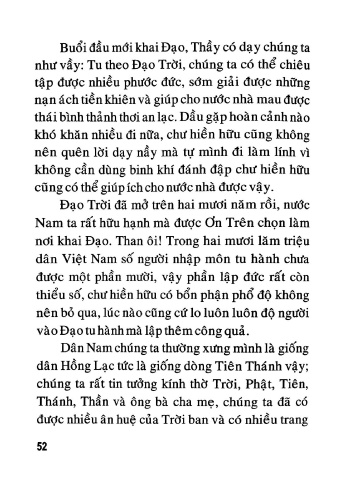 Buổi đầu mới khai Đạo, Thầy có dạy chúng ta
như vầy: Tu theo Đạo Trời, chúng ta có thể chiêu
tập được nhiều phước đức, sớm giải được những
nạn ách tiền khiên và giúp cho nước nhà mau được
thái bình thảnh thơi an lạc. Dầu gặp hoàn cảnh nào
khó khăn nhiều đi nữa, chư hiền hữu cũng không
nên quên lời dạy nầy mà tự mình đi làm lính vì
không cần dùng binh khí đánh đập chư hiền hữu
cũng có thể giúp ích cho nước nhà được vậy.
Đạo Trời đã mở trên hai mươi năm rồi, nước
Nam ta rất hữu hạnh mà được Ơn Trên chọn làm
nơi khai Đạo. Than ôi! Trong hai mươi lăm triệu
dân Việt Nam số người nhập môn tu hành chưa
được một phần mười, vậy phần lập đức rất còn
thiểu số, chư hiền hữu có bổn phận phổ độ không
nên bỏ qua, lúc nào cũng cứ lo luôn luôn độ người
vào Đạo tu hành mà lập thêm công quả.
Dân Nam chúng ta thường xưng mình là giống
dân Hồng Lạc tức là giống dòng Tiên Thánh vậy;
chúng ta rất tin tưởng kính thờ Trời, Phật, Tiên,
Thánh, Thần và ông bà cha mẹ, chúng ta đã có
được nhiều ân huệ của Trời ban và có nhiều trang
52